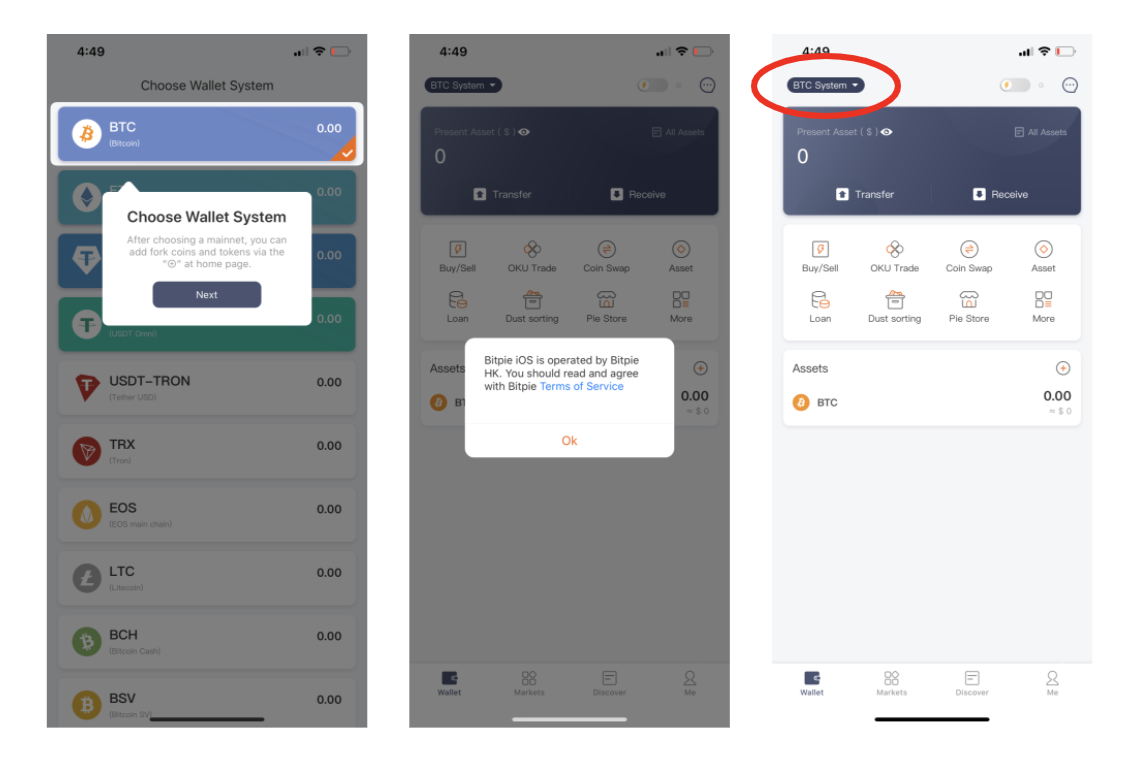 4:49
Choose Wallet System
BTC 0.00
(Bitcoin)
0.00
Choose Wallet System
After choosing a mainnet, you can
add fork coins and tokens via the
"⊕" at home page.
Next
0.00
0.00
(USDT Omni)
USDT-TRON 0.00
(Tether USD)
TRX 0.00
(Tron)
EOS 0.00
(EOS main chain)
LTC 0.00
(Litecoin)
BCH 0.00
(Bitcoin Cash)
BSV 0.00
(Bitcoin SV)
4:49
BTC System
Present Asset ( $ ) All Assets
0
Transfer Receive
Buy/Sell OKU Trade Coin Swap Asset
Loan Dust sorting Pie Store More
Assets
Bitpie iOS is operated by Bitpie
HK. You should read and agree
with Bitpie Terms of Service
Ok
0.00
≈ $ 0
Wallet Markets Discover Me
4:49
BTC System
Present Asset ( $ ) All Assets
0
Transfer Receive
Buy/Sell OKU Trade Coin Swap Asset
Loan Dust sorting Pie Store More
Assets
BTC 0.00
≈ $ 0
Wallet Markets Discover Me